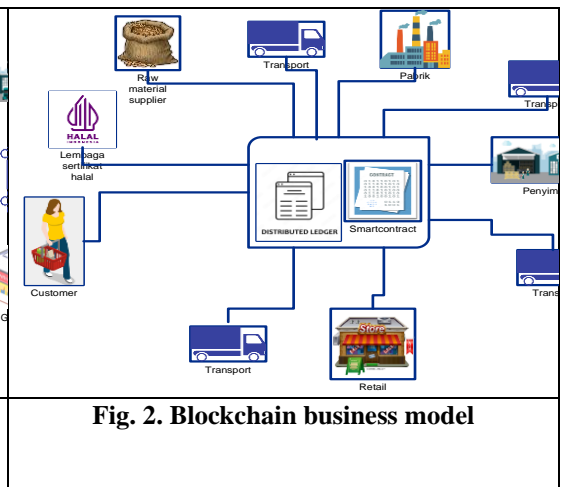 Raw
material
supplier
Transport
Pabrik
Transp
HALAL
INDONESIA
Lembaga
sertifikat
halal
Penyim
CONTRACT
DISTRIBUTED LEDGER
Smartcontract
Customer
Trans
G
Store
Transport
Retail
Fig. 2. Blockchain business model